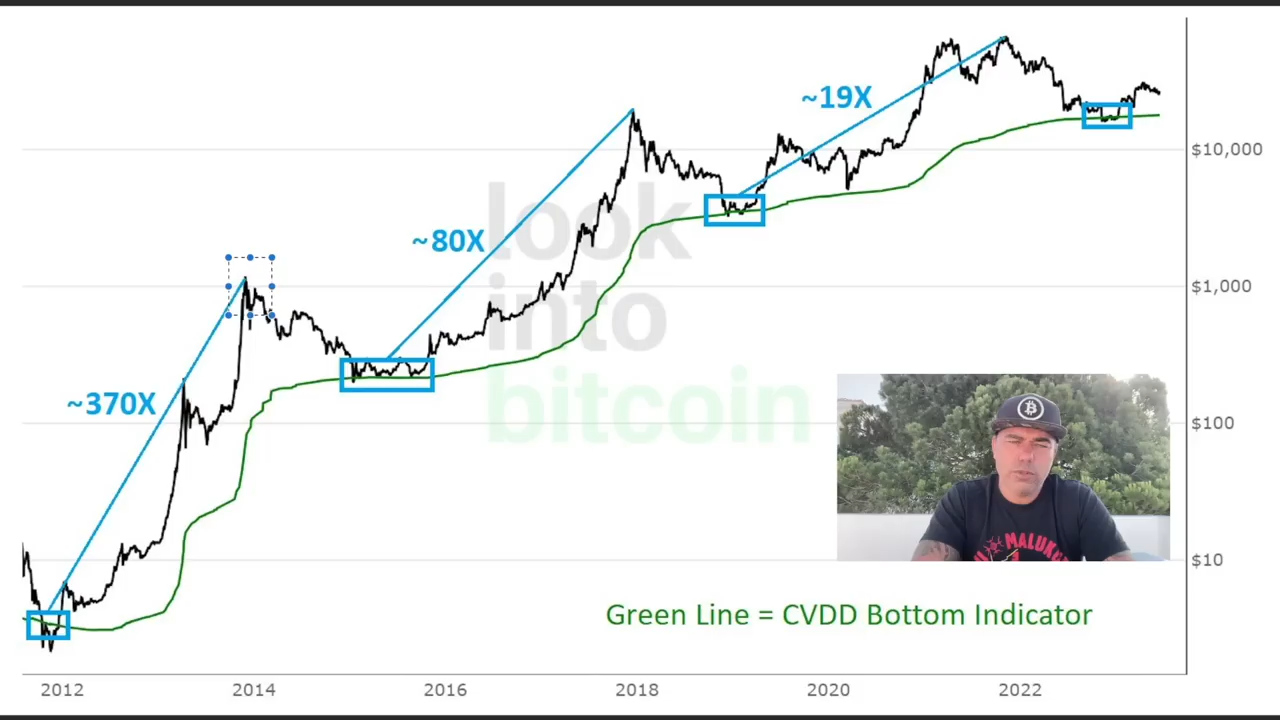 ~19X
$10,000
look
~80X
$1,000
into
~370X
$100
bitcoin
MALUK
$10
Green Line = CVDD Bottom Indicator
2012
2014
2016
2018
2020
2022